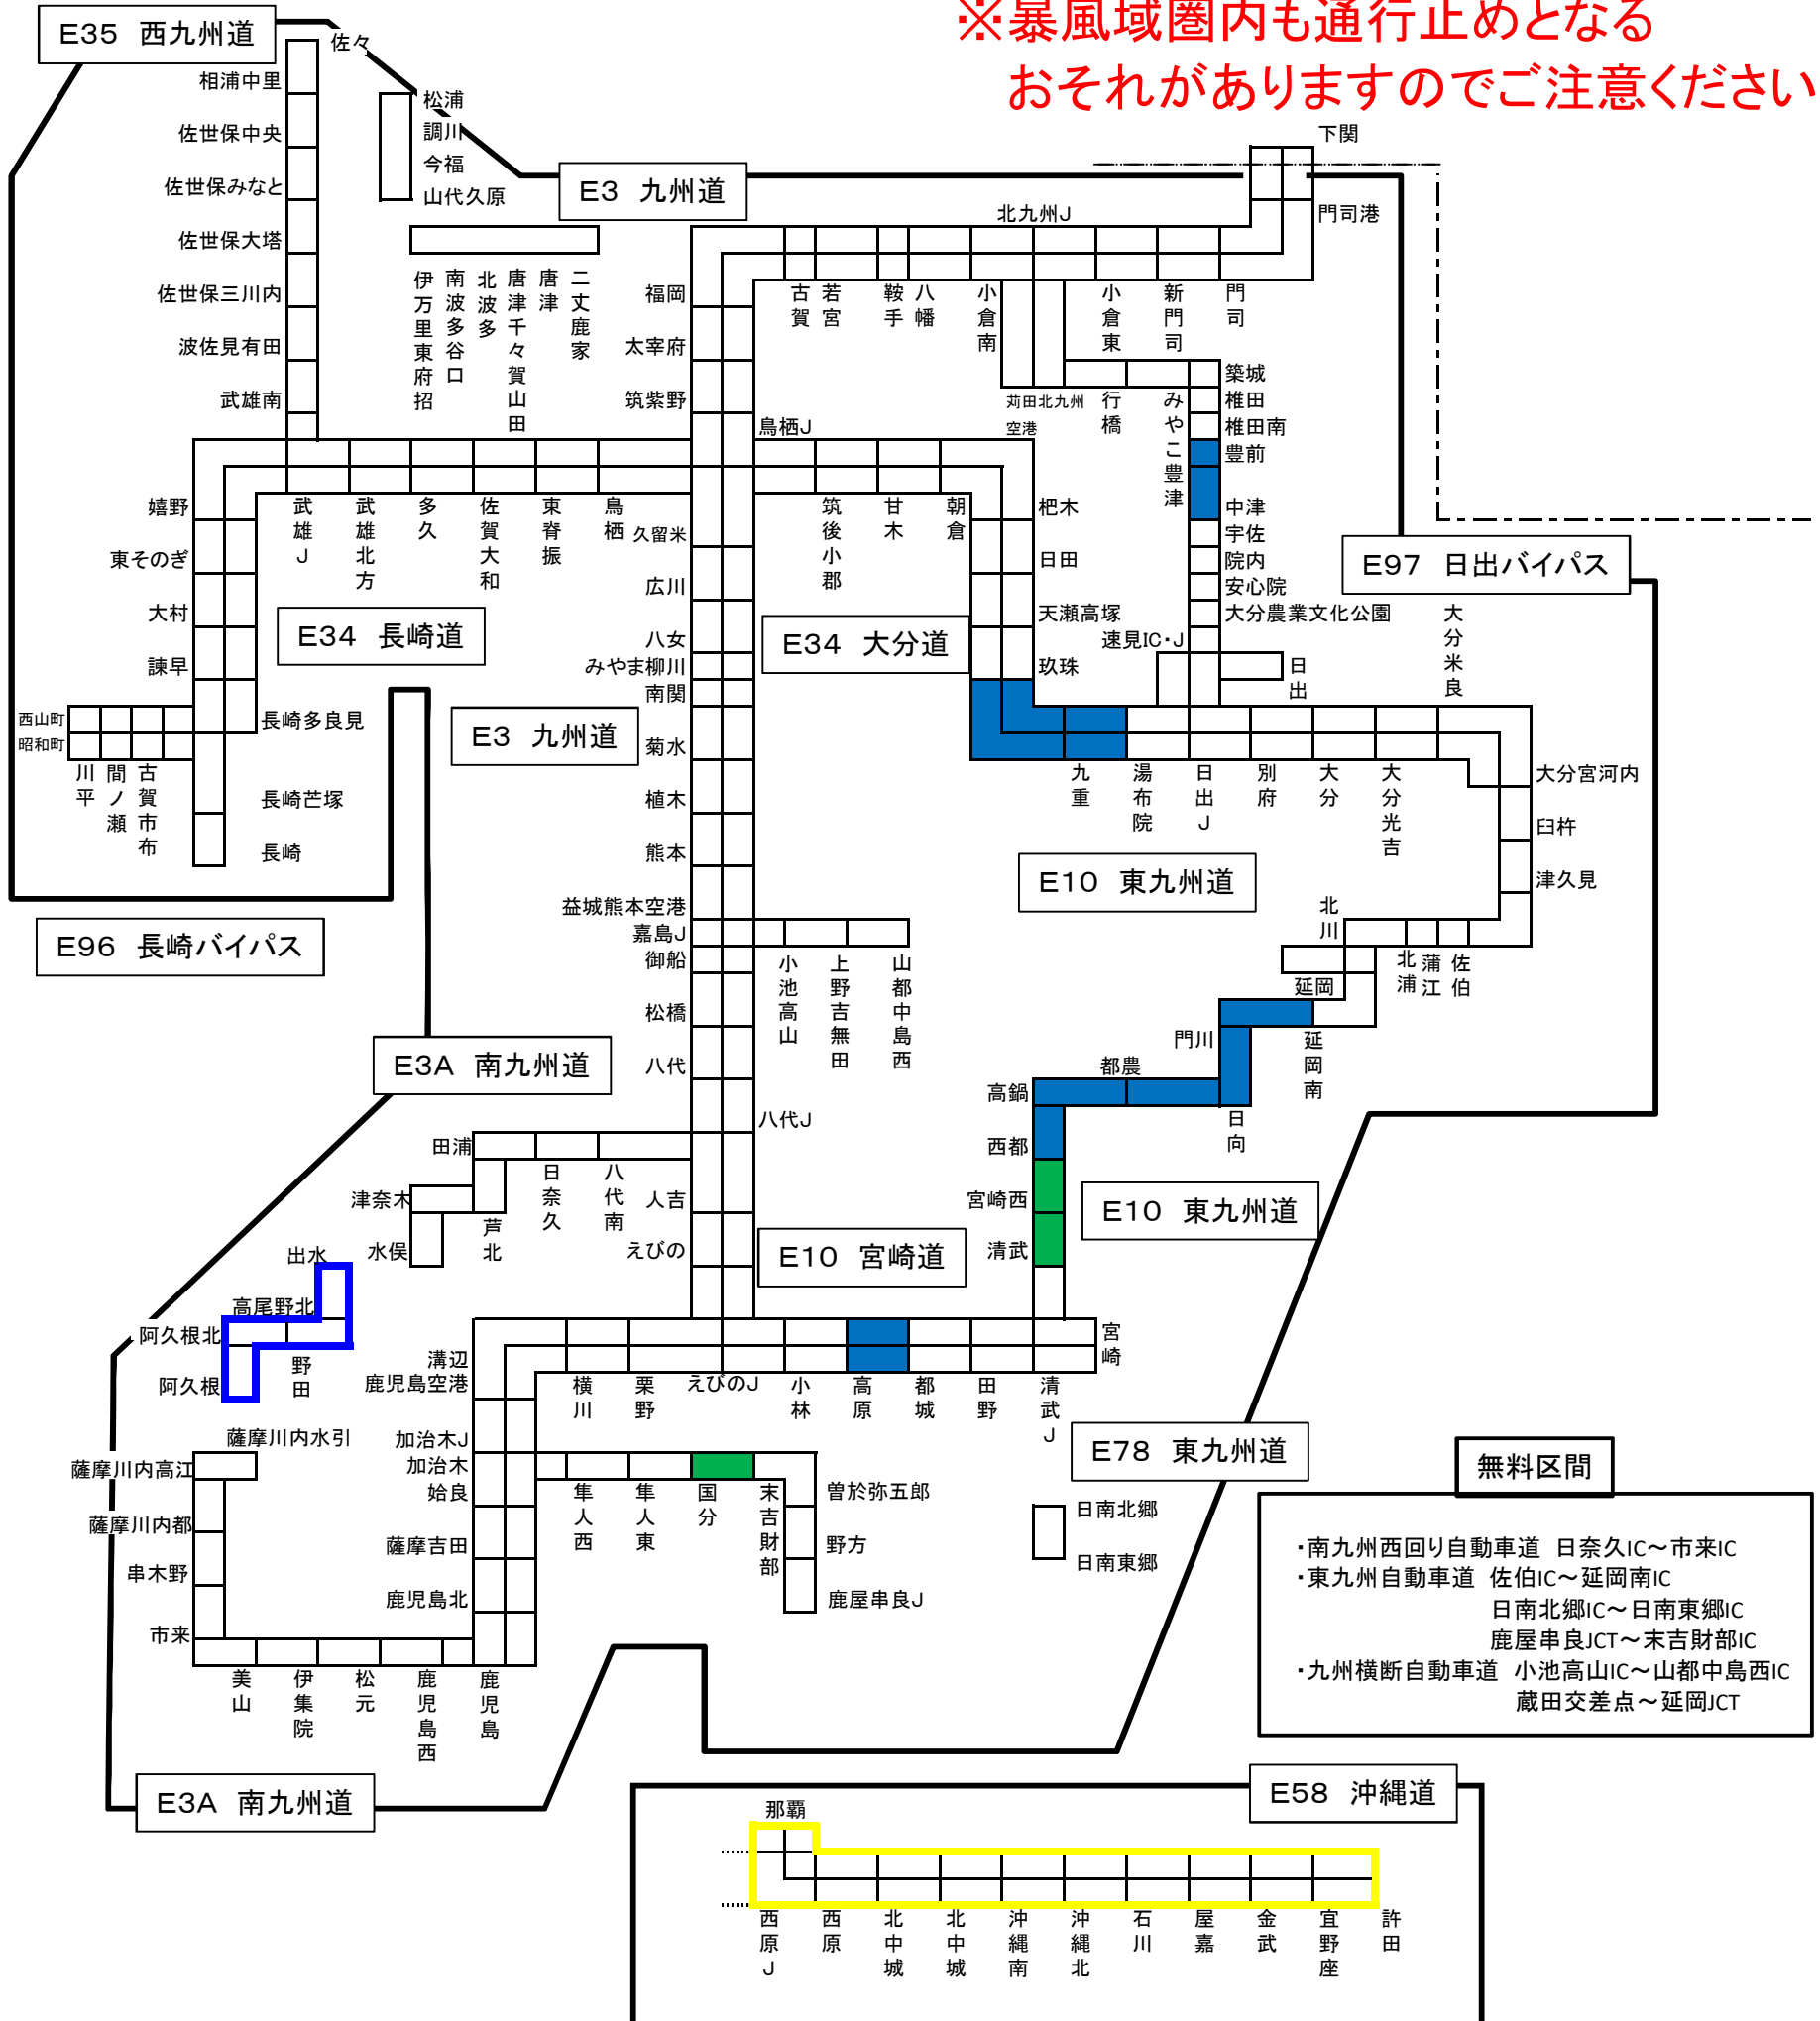 ※暴風域圏内も通行止めとなる
おそれがありますのでご注意ください
E35 西九州道
佐々
相浦中里
佐世保中央
佐世保みなと
佐世保大塔
佐世保三川内
波佐見有田
武雄南
松浦
調川
今福
山代久原
E3 九州道
下関
門司港
北九州J
伊万里東府招
南波多谷口
北波多
唐津千々賀山田
唐津
二丈鹿家
福岡
太宰府
筑紫野
古賀
若宮
鞍手
八幡
小倉南
小倉東
新門司
門司
苅田北九州
空港
行橋
みやこ豊津
築城
椎田
椎田南
豊前
中津
宇佐
院内
安心院
大分農業文化公園
速見IC・J
日出
鳥栖J
嬉野
東そのぎ
大村
諫早
武雄J
武雄北方
多久
佐賀大和
東脊振
鳥栖
久留米
広川
八女
みやま柳川
南関
菊水
植木
熊本
益城熊本空港
嘉島J
御船
松橋
八代
筑後小郡
甘木
朝倉
杷木
日田
天瀬高塚
玖珠
E97 日出バイパス
E34 長崎道
E34 大分道
E3 九州道
西山町
昭和町
川平
間ノ瀬
古賀市布
長崎多良見
長崎芒塚
長崎
九重
湯布院
日出J
別府
大分
大分光吉
大分米良
大分宮河内
臼杵
津久見
E10 東九州道
E96 長崎バイパス
北川
北浦
蒲江
佐伯
延岡
延岡南
小池高山
上野吉無田
山都中島西
門川
都農
高鍋
日向
西都
宮崎西
清武
E3A 南九州道
八代J
田浦
日奈久
八代南
津奈木
芦北
水俣
人吉
えびの
E10 東九州道
E10 宮崎道
出水
高尾野北
阿久根北
野田
阿久根
溝辺
鹿児島空港
横川
栗野
えびのJ
小林
高原
都城
田野
清武J
宮崎
薩摩川内水引
薩摩川内高江
薩摩川内都
串木野
市来
加治木J
加治木
姶良
薩摩吉田
鹿児島北
隼人西
隼人東
国分
末吉財部
曽於弥五郎
野方
鹿屋串良J
E78 東九州道
日南北郷
日南東郷
美山
伊集院
松元
鹿児島西
鹿児島
無料区間
・南九州西回り自動車道 日奈久IC～市来IC
・東九州自動車道 佐伯IC～延岡南IC
日南北郷IC～日南東郷IC
鹿屋串良JCT～末吉財部IC
・九州横断自動車道 小池高山IC～山都中島西IC
蔵田交差点～延岡JCT
E3A 南九州道
E58 沖縄道
那覇
西原J
西原
北中城
北中城
沖縄南
沖縄北
石川
屋嘉
金武
宜野座
許田